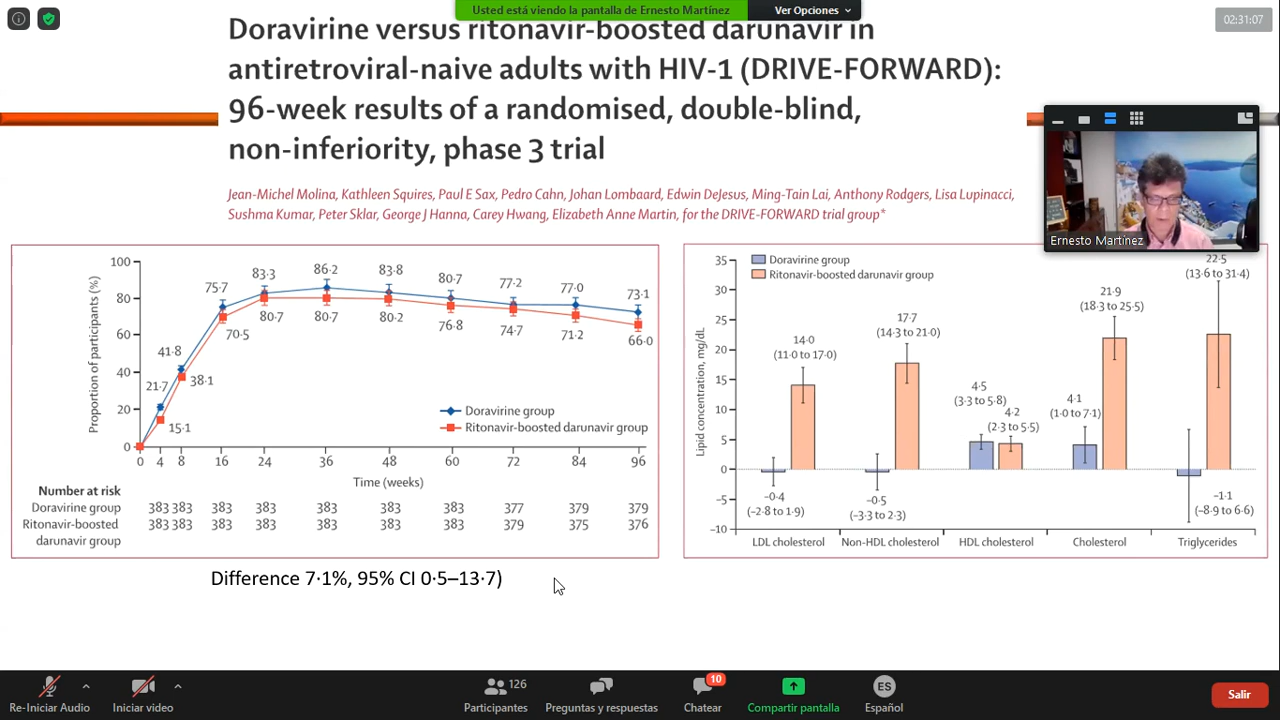 Usted está viendo la pantalla de Ernesto Martínez
Ver Opciones
02:31:07
Doravirine versus ritonavir-boosted darunavir in
antiretroviral-naive adults with HIV-1 (DRIVE-FORWARD):
96-week results of a randomised, double-blind,
non-inferiority, phase 3 trial
Jean-Michel Molina, Kathleen Squires, Paul E Sax, Pedro Cahn, Johan Lombaard, Edwin DeJesus, Ming-Tain Lai, Anthony Rodgers, Lisa Lupinacci,
Sushma Kumar, Peter Sklar, George J Hanna, Carey Hwang, Elizabeth Anne Martin, for the DRIVE-FORWARD trial group*
Ernesto Martínez
Proportion of participants (%)
100
80
60
40
20
0
21·7
41·8
75·7
83·3
86·2
83·8
80·7
77·2
77·0
73·1
15·1
38·1
70·5
80·7
80·7
80·2
76·8
74·7
71·2
66·0
Doravirine group
Ritonavir-boosted darunavir group
0 4 8 16 24 36 48 60 72 84 96
Time (weeks)
Number at risk
Doravirine group 383 383 383 383 383 383 383 377 379 379
Ritonavir-boosted 383 383 383 383 383 383 383 379 375 376
darunavir group
Difference 7·1%, 95% CI 0·5–13·7)
Doravirine group
Ritonavir-boosted darunavir group
Lipid concentration, mg/dL
35
30
25
20
15
10
5
0
–5
–10
14·0
(11·0 to 17·0)
17·7
(14·3 to 21·0)
4·5
(3·3 to 5·8)
4·2
(2·3 to 5·5)
4·1
(1·0 to 7·1)
21·9
(18·3 to 25·5)
22·5
(13·6 to 31·4)
–0·4
(–2·8 to 1·9)
–0·5
(–3·3 to 2·3)
–1·1
(–8·9 to 6·6)
LDL cholesterol
Non-HDL cholesterol
HDL cholesterol
Cholesterol
Triglycerides
Re-Iniciar Audio
Iniciar video
126
Participantes
Preguntas y respuestas
10
Chatear
Compartir pantalla
ES
Español
Salir